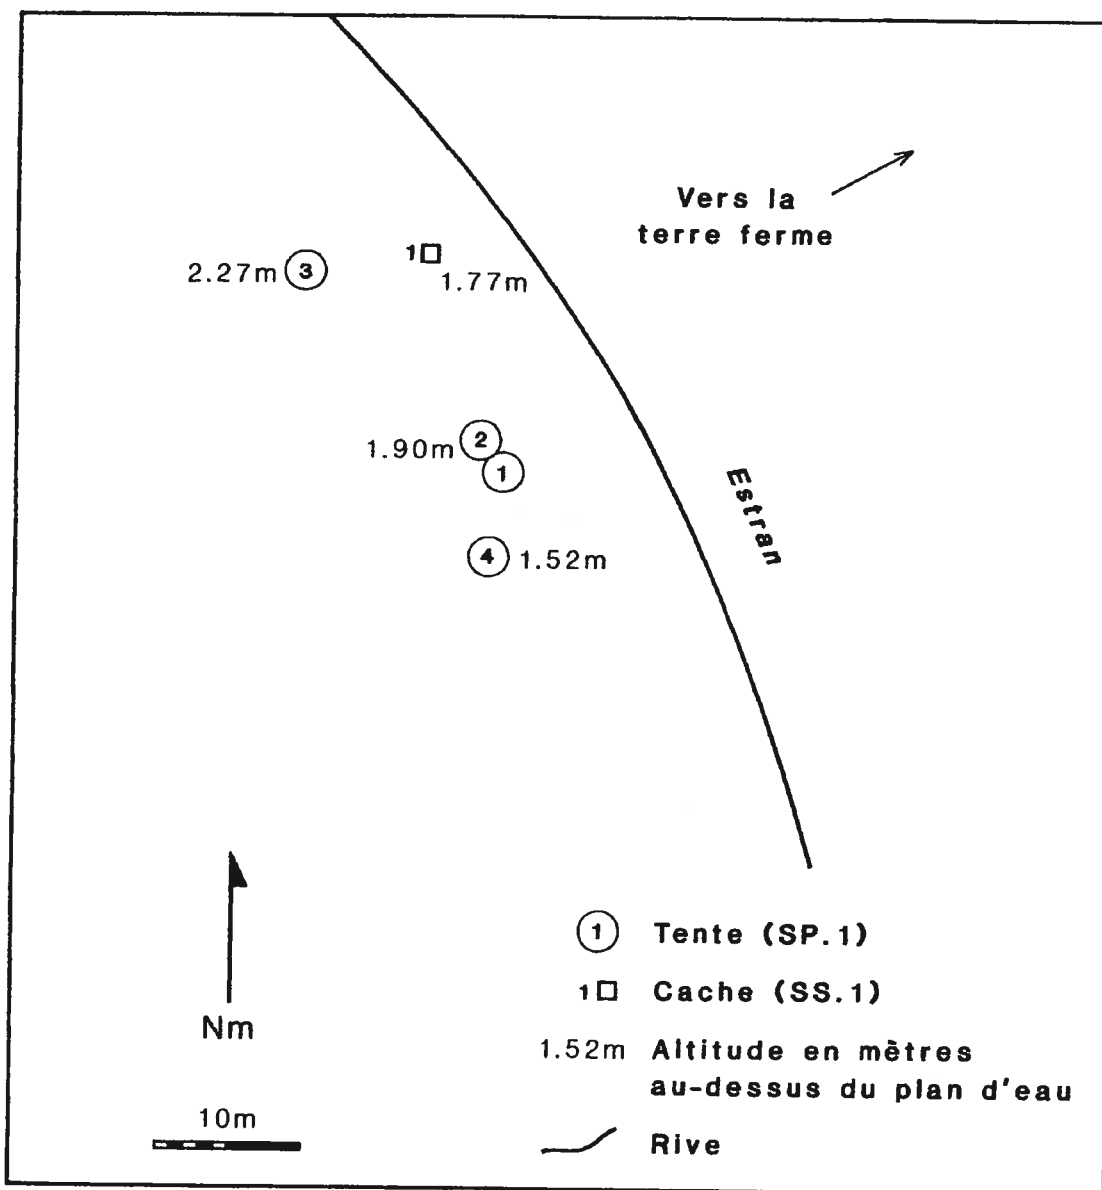 Vers la
terre ferme
1
1.77m
2.27m 3
1.90m 2
1
4 1.52m
Estran
Nm
10m
1 Tente (SP.1)
1 Cache (SS.1)
1.52m Altitude en mètres
au-dessus du plan d'eau
Rive